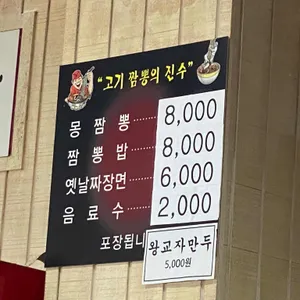 “고기 짬뽕의 진수”
몽 짬 뽕 ········ 8,000
짬 뽕 밥 ········ 8,000
옛날짜장면 ······ 6,000
음 료 수 ········ 2,000
포장됩니
왕교자만두
5,000원